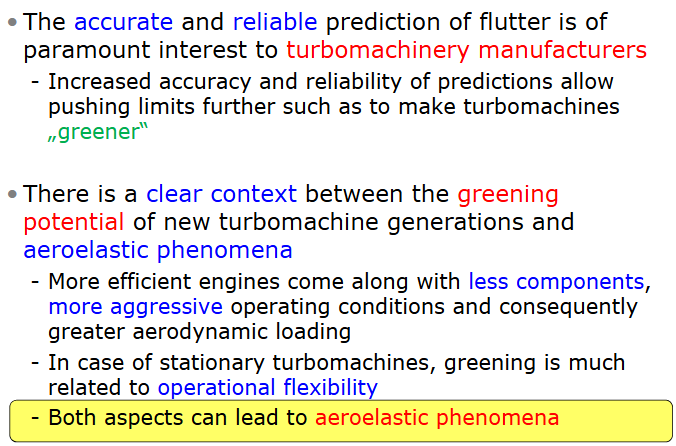 • The accurate and reliable prediction of flutter is of
paramount interest to turbomachinery manufacturers
- Increased accuracy and reliability of predictions allow
pushing limits further such as to make turbomachines
„greener“
• There is a clear context between the greening
potential of new turbomachine generations and
aeroelastic phenomena
- More efficient engines come along with less components,
more aggressive operating conditions and consequently
greater aerodynamic loading
- In case of stationary turbomachines, greening is much
related to operational flexibility
- Both aspects can lead to aeroelastic phenomena